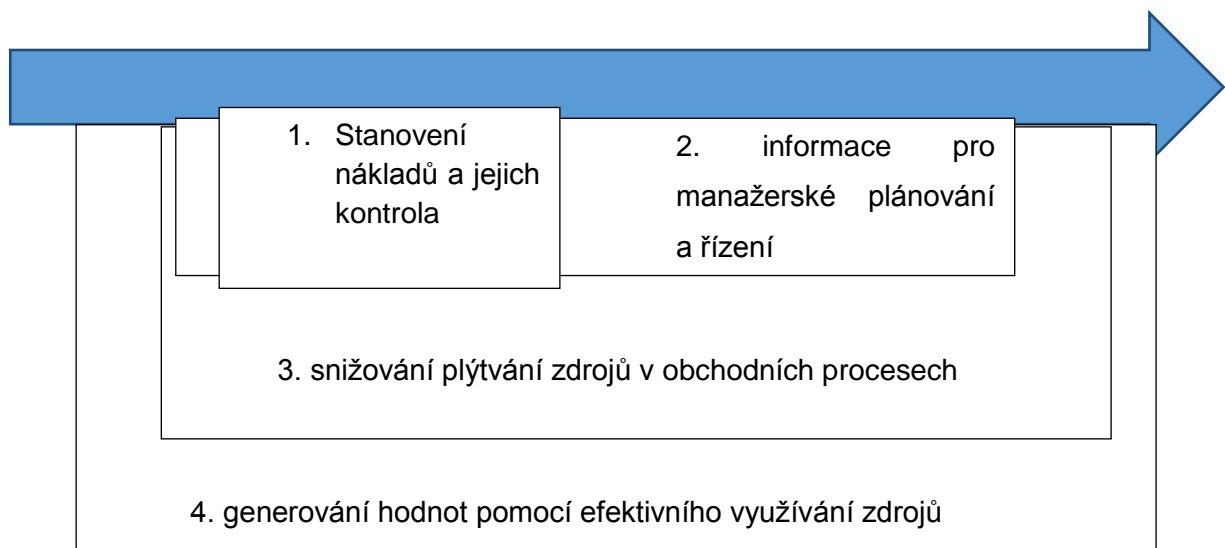 1. Stanovení
nákladů a jejich
kontrola
2. informace pro
manažerské plánování
a řízení
3. snižování plýtvání zdrojů v obchodních procesech
4. generování hodnot pomocí efektivního využívání zdrojů